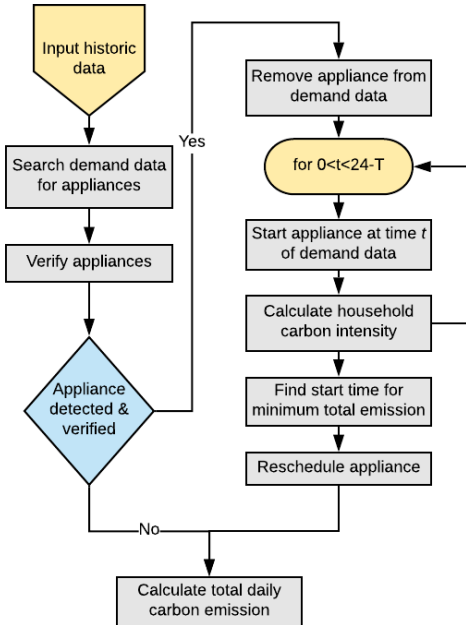 Input historic
data
Search demand data
for appliances
Verify appliances
Appliance
detected &
verified
Yes
No
Remove appliance from
demand data
for 0<t<24-T
Start appliance at time t
of demand data
Calculate household
carbon intensity
Find start time for
minimum total emission
Reschedule appliance
Calculate total daily
carbon emission